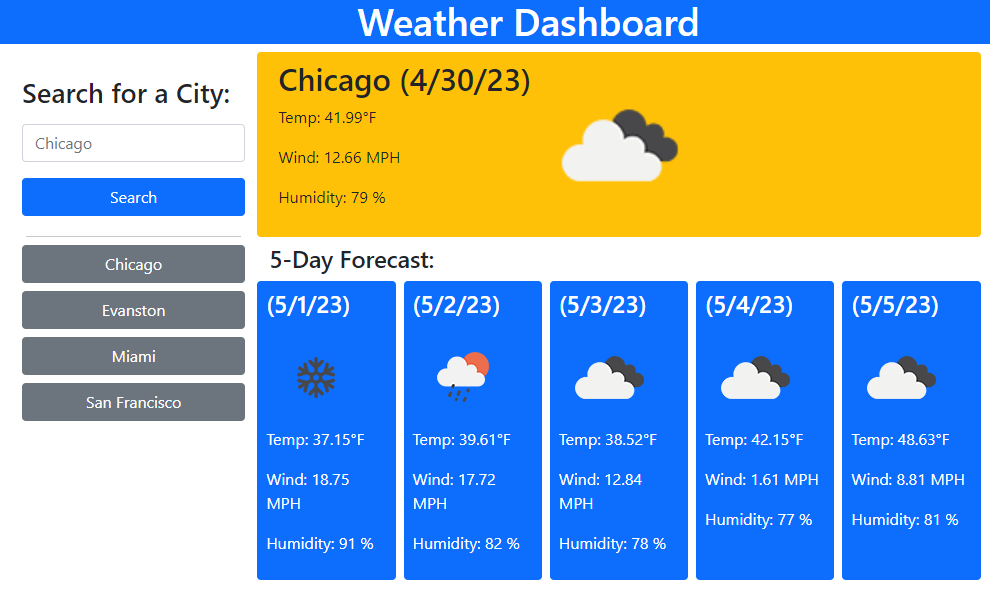 Weather Dashboard
Search for a City:
Chicago
Search
Chicago
Evanston
Miami
San Francisco
Chicago (4/30/23)
Temp: 41.99°F
Wind: 12.66 MPH
Humidity: 79 %
5-Day Forecast:
(5/1/23)
Temp: 37.15°F
Wind: 18.75
MPH
Humidity: 91 %
(5/2/23)
Temp: 39.61°F
Wind: 17.72
MPH
Humidity: 82 %
(5/3/23)
Temp: 38.52°F
Wind: 12.84
MPH
Humidity: 78 %
(5/4/23)
Temp: 42.15°F
Wind: 1.61 MPH
Humidity: 77 %
(5/5/23)
Temp: 48.63°F
Wind: 8.81 MPH
Humidity: 81 %